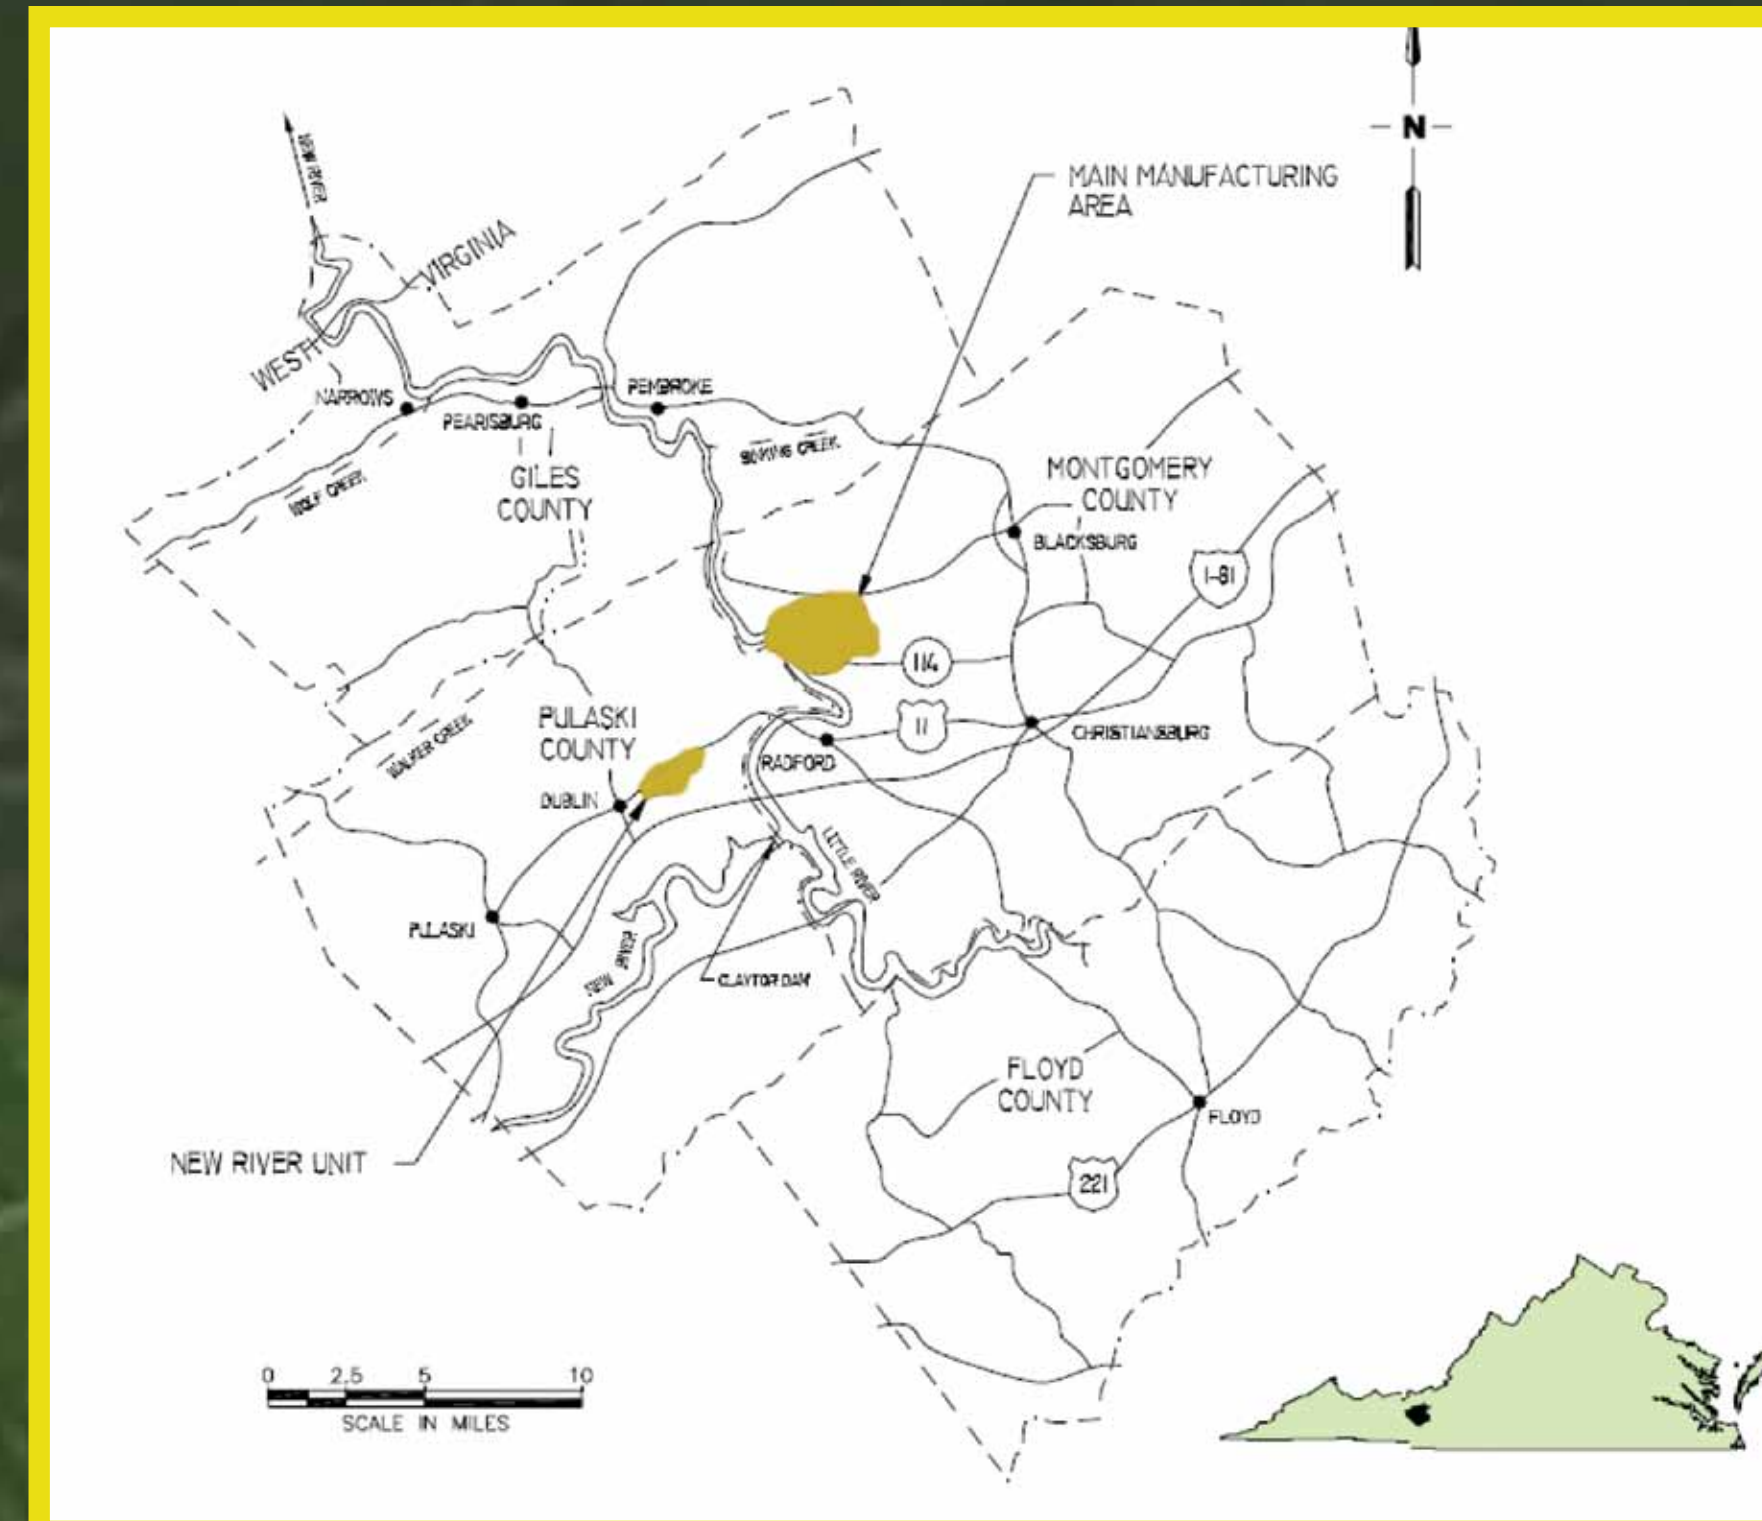 N
NEW RIVER
MAIN MANUFACTURING
AREA
WEST VIRGINIA
NARROWS
PEARISBURG
PEMBROKE
SINKING CREEK
WOLF CREEK
GILES
COUNTY
MONTGOMERY
COUNTY
BLACKSBURG
I-81
114
11
PULASKI
COUNTY
WALKER CREEK
DUBLIN
RADFORD
CHRISTIANSBURG
LITTLE RIVER
PULASKI
NEW RIVER
CLAYTOR DAM
FLOYD
COUNTY
FLOYD
NEW RIVER UNIT
221
0 2.5 5 10
SCALE IN MILES